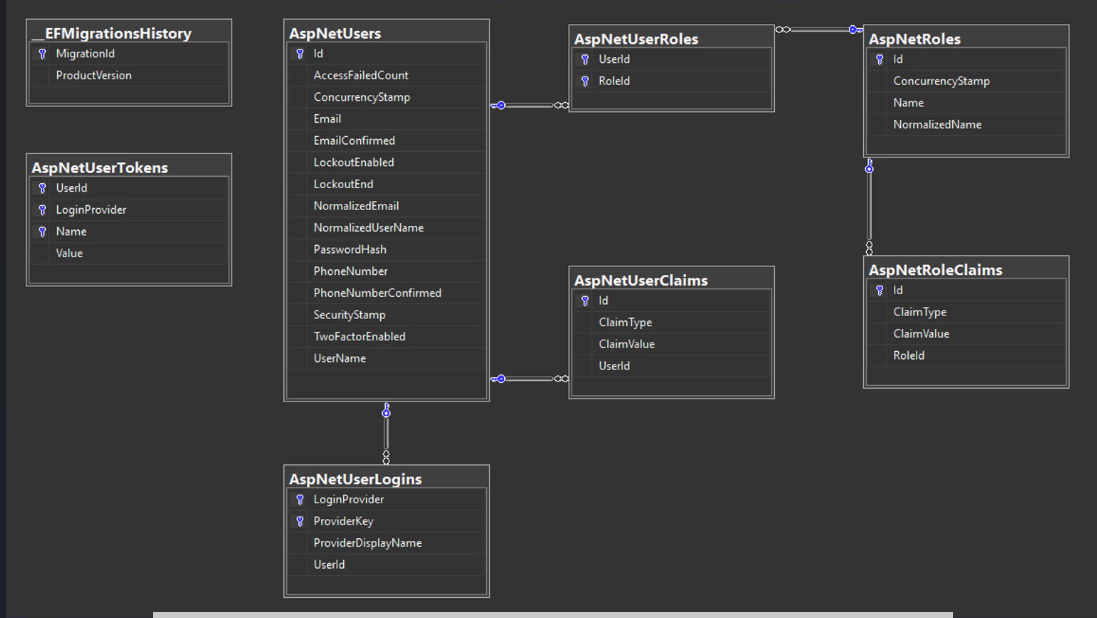 __EFMigrationsHistory
MigrationId
ProductVersion
AspNetUserTokens
UserId
LoginProvider
Name
Value
AspNetUsers
Id
AccessFailedCount
ConcurrencyStamp
Email
EmailConfirmed
LockoutEnabled
LockoutEnd
NormalizedEmail
NormalizedUserName
PasswordHash
PhoneNumber
PhoneNumberConfirmed
SecurityStamp
TwoFactorEnabled
UserName
AspNetUserLogins
LoginProvider
ProviderKey
ProviderDisplayName
UserId
AspNetUserRoles
UserId
RoleId
AspNetUserClaims
Id
ClaimType
ClaimValue
UserId
AspNetRoles
Id
ConcurrencyStamp
Name
NormalizedName
AspNetRoleClaims
Id
ClaimType
ClaimValue
RoleId